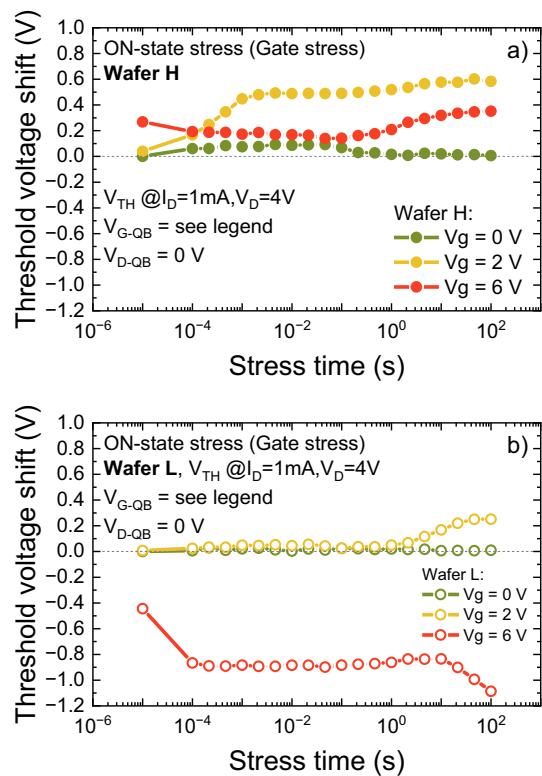 a)
ON-state stress (Gate stress)
Wafer H
Threshold voltage shift (V)
1.0
0.8
0.6
0.4
0.2
0.0
−0.2
−0.4
−0.6
−0.8
−1.0
−1.2
V_TH @I_D=1mA,V_D=4V
V_G-QB = see legend
V_D-QB = 0 V
Wafer H:
Vg = 0 V
Vg = 2 V
Vg = 6 V
10^−6 10^−4 10^−2 10^0 10^2
Stress time (s)
b)
ON-state stress (Gate stress)
Wafer L, V_TH @I_D=1mA,V_D=4V
V_G-QB = see legend
V_D-QB = 0 V
Threshold voltage shift (V)
1.0
0.8
0.6
0.4
0.2
0.0
−0.2
−0.4
−0.6
−0.8
−1.0
−1.2
Wafer L:
Vg = 0 V
Vg = 2 V
Vg = 6 V
10^−6 10^−4 10^−2 10^0 10^2
Stress time (s)